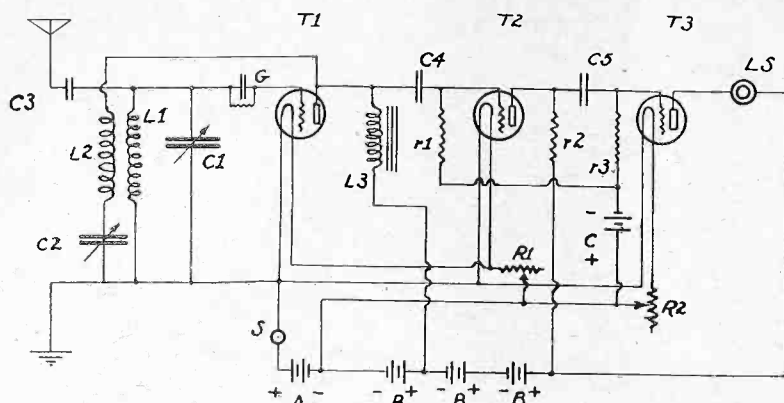 T1 T2 T3
C3 G C4 C5 LS
L2 L1 C1 r1 r2 r3
L3
C2 - C +
R1
S R2
+ A - - B + - B + - B +